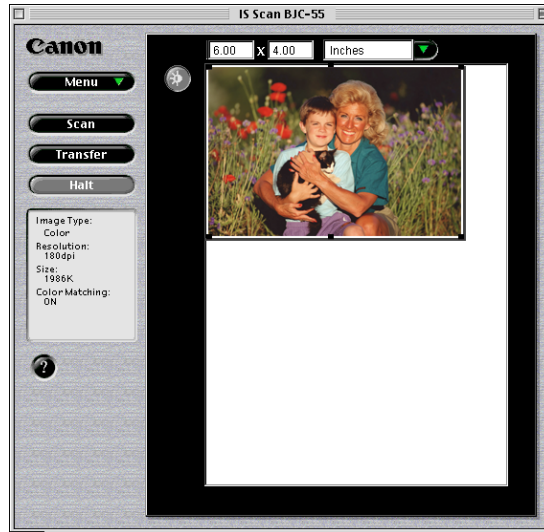 IS Scan BJC-55
Canon
6.00 x 4.00 Inches
Menu
Scan
Transfer
Halt
Image Type:
Color
Resolution:
180dpi
Size:
1986K
Color Matching:
ON
?